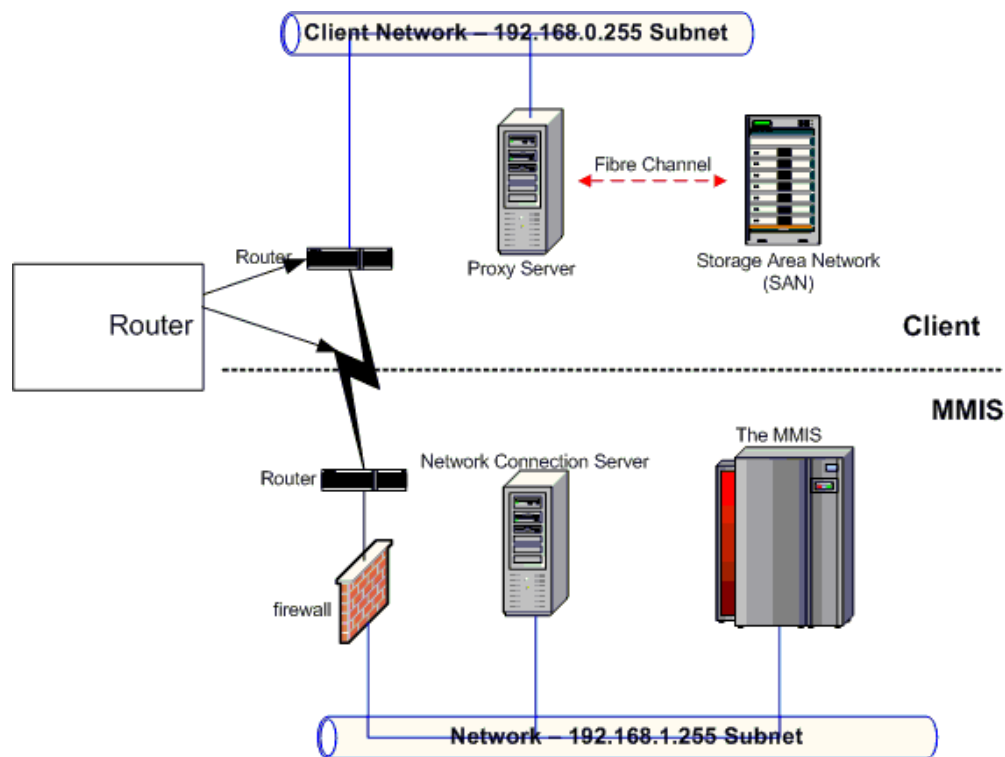 Client Network – 192.168.0.255 Subnet
Fibre Channel
Router
Proxy Server
Storage Area Network
(SAN)
Router
Client
MMIS
The MMIS
Network Connection Server
Router
firewall
Network – 192.168.1.255 Subnet